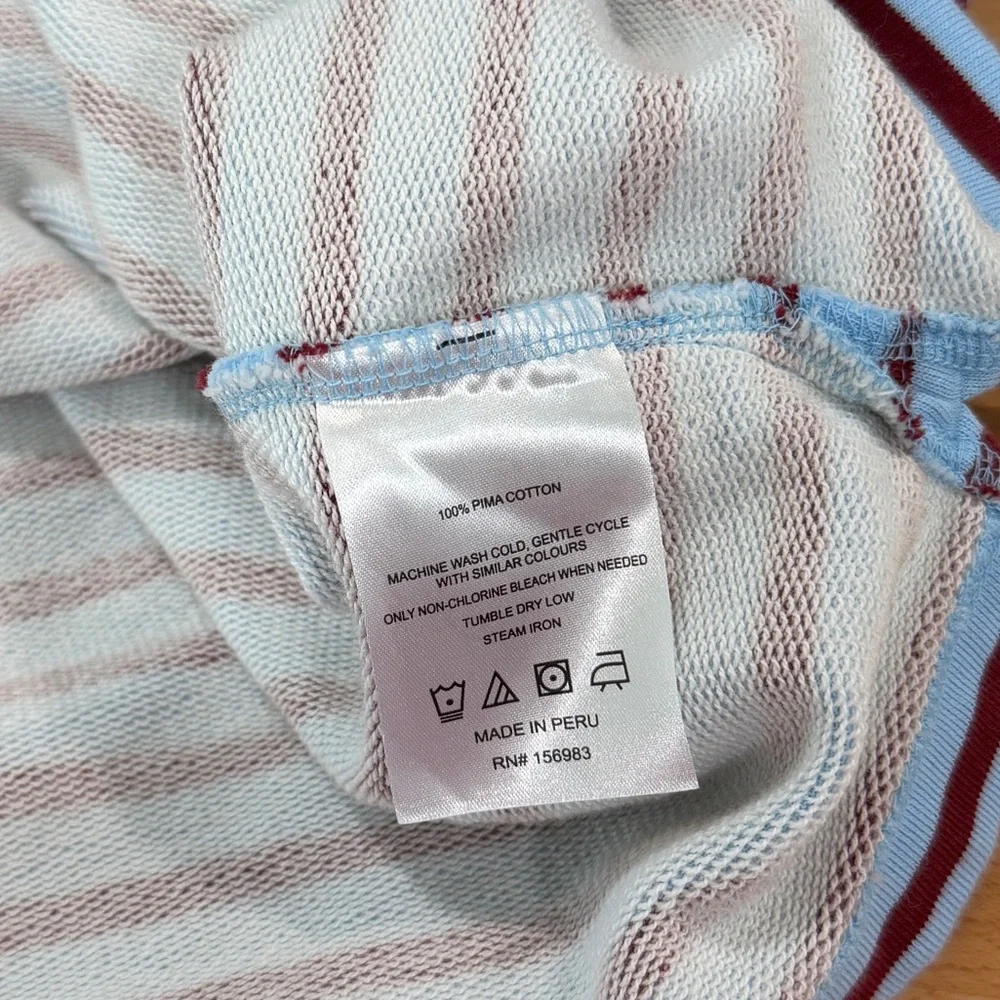 100% PIMA COTTON
MACHINE WASH COLD, GENTLE CYCLE
WITH SIMILAR COLOURS
ONLY NON-CHLORINE BLEACH WHEN NEEDED
TUMBLE DRY LOW
STEAM IRON
MADE IN PERU
RN# 156983